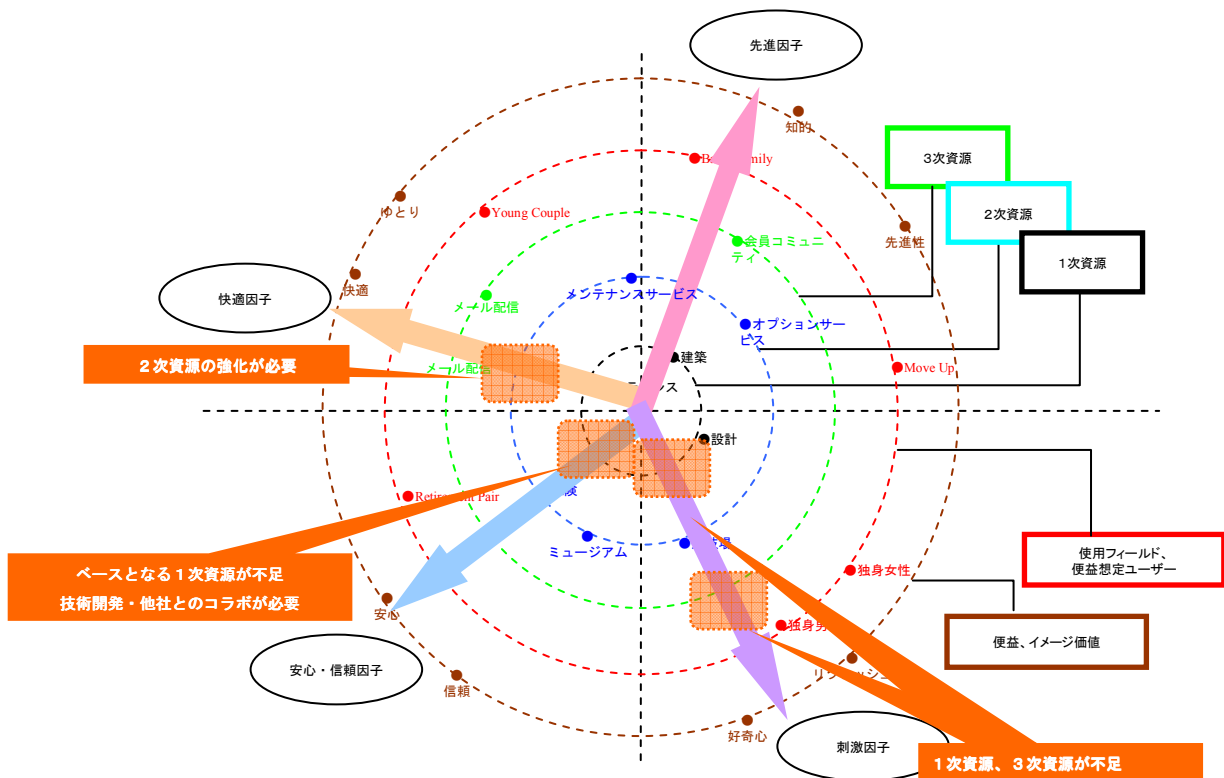 先進因子
知的
３次資源
Young Couple
ゆとり
２次資源
先進性
会員コミュニ
ティ
１次資源
快適因子
快適
メンテナンスサービス
メール配信
オプションサー
ビス
２次資源の強化が必要
建築
メール配信
Move Up
設計
Pair
ミュージアム
ベースとなる１次資源が不足
技術開発・他社とのコラボが必要
使用フィールド、
便益想定ユーザー
独身女性
安心
便益、イメージ価値
安心・信頼因子
信頼
好奇心
刺激因子
１次資源、３次資源が不足